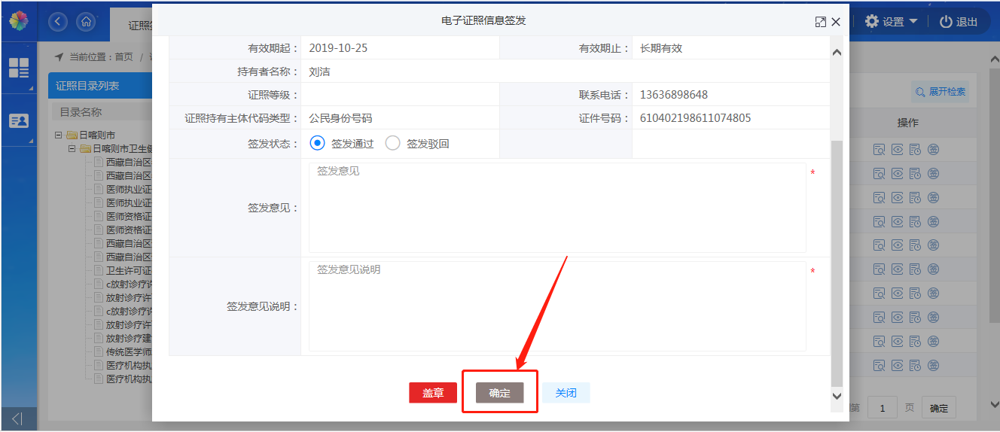 电子证照信息签发
设置
退出
当前位置：首页 /
证照目录列表
展开检索
目录名称
操作
日喀则市
日喀则市卫生健
西藏自治区
西藏自治区
医师执业证
医师执业证
医师资格证
医师资格证
西藏自治区
西藏自治区
卫生许可证
c放射诊疗许
放射诊疗许
c放射诊疗许
放射诊疗许
放射诊疗建
传统医学师
医疗机构执
医疗机构执
有效期起： 2019-10-25 有效期止： 长期有效
持有者名称： 刘洁
证照等级： 联系电话： 13636898648
证照持有主体代码类型： 公民身份号码 证件号码： 610402198611074805
签发状态： 签发通过 签发驳回
签发意见： 签发意见 *
签发意见说明： 签发意见说明 *
盖章 确定 关闭
第 1 页 确定